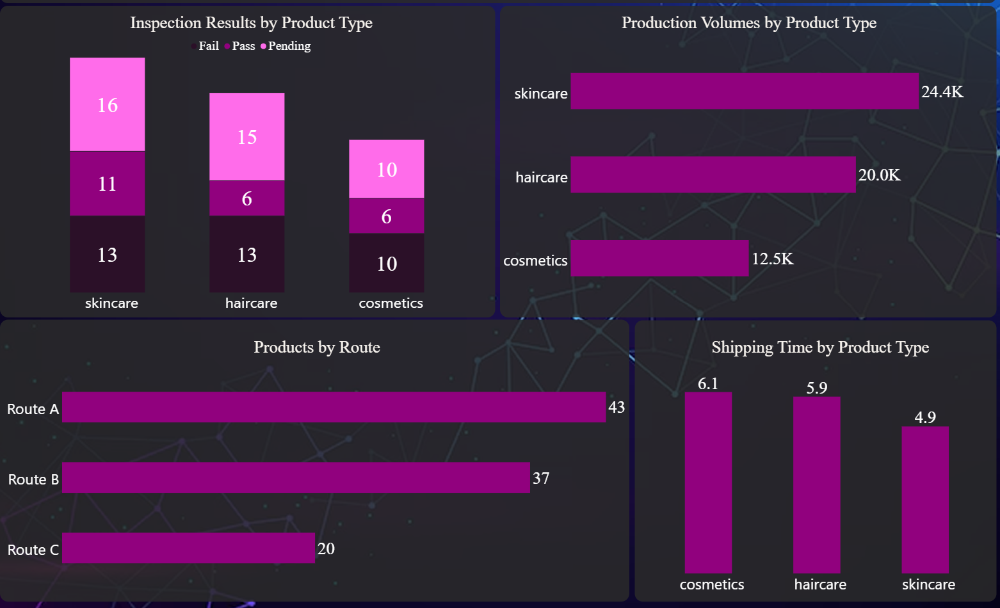 Inspection Results by Product Type
Fail Pass Pending
16
11
13
15
6
13
10
6
10
skincare haircare cosmetics
Production Volumes by Product Type
skincare 24.4K
haircare 20.0K
cosmetics 12.5K
Products by Route
Route A 43
Route B 37
Route C 20
Shipping Time by Product Type
6.1 5.9 4.9
cosmetics haircare skincare